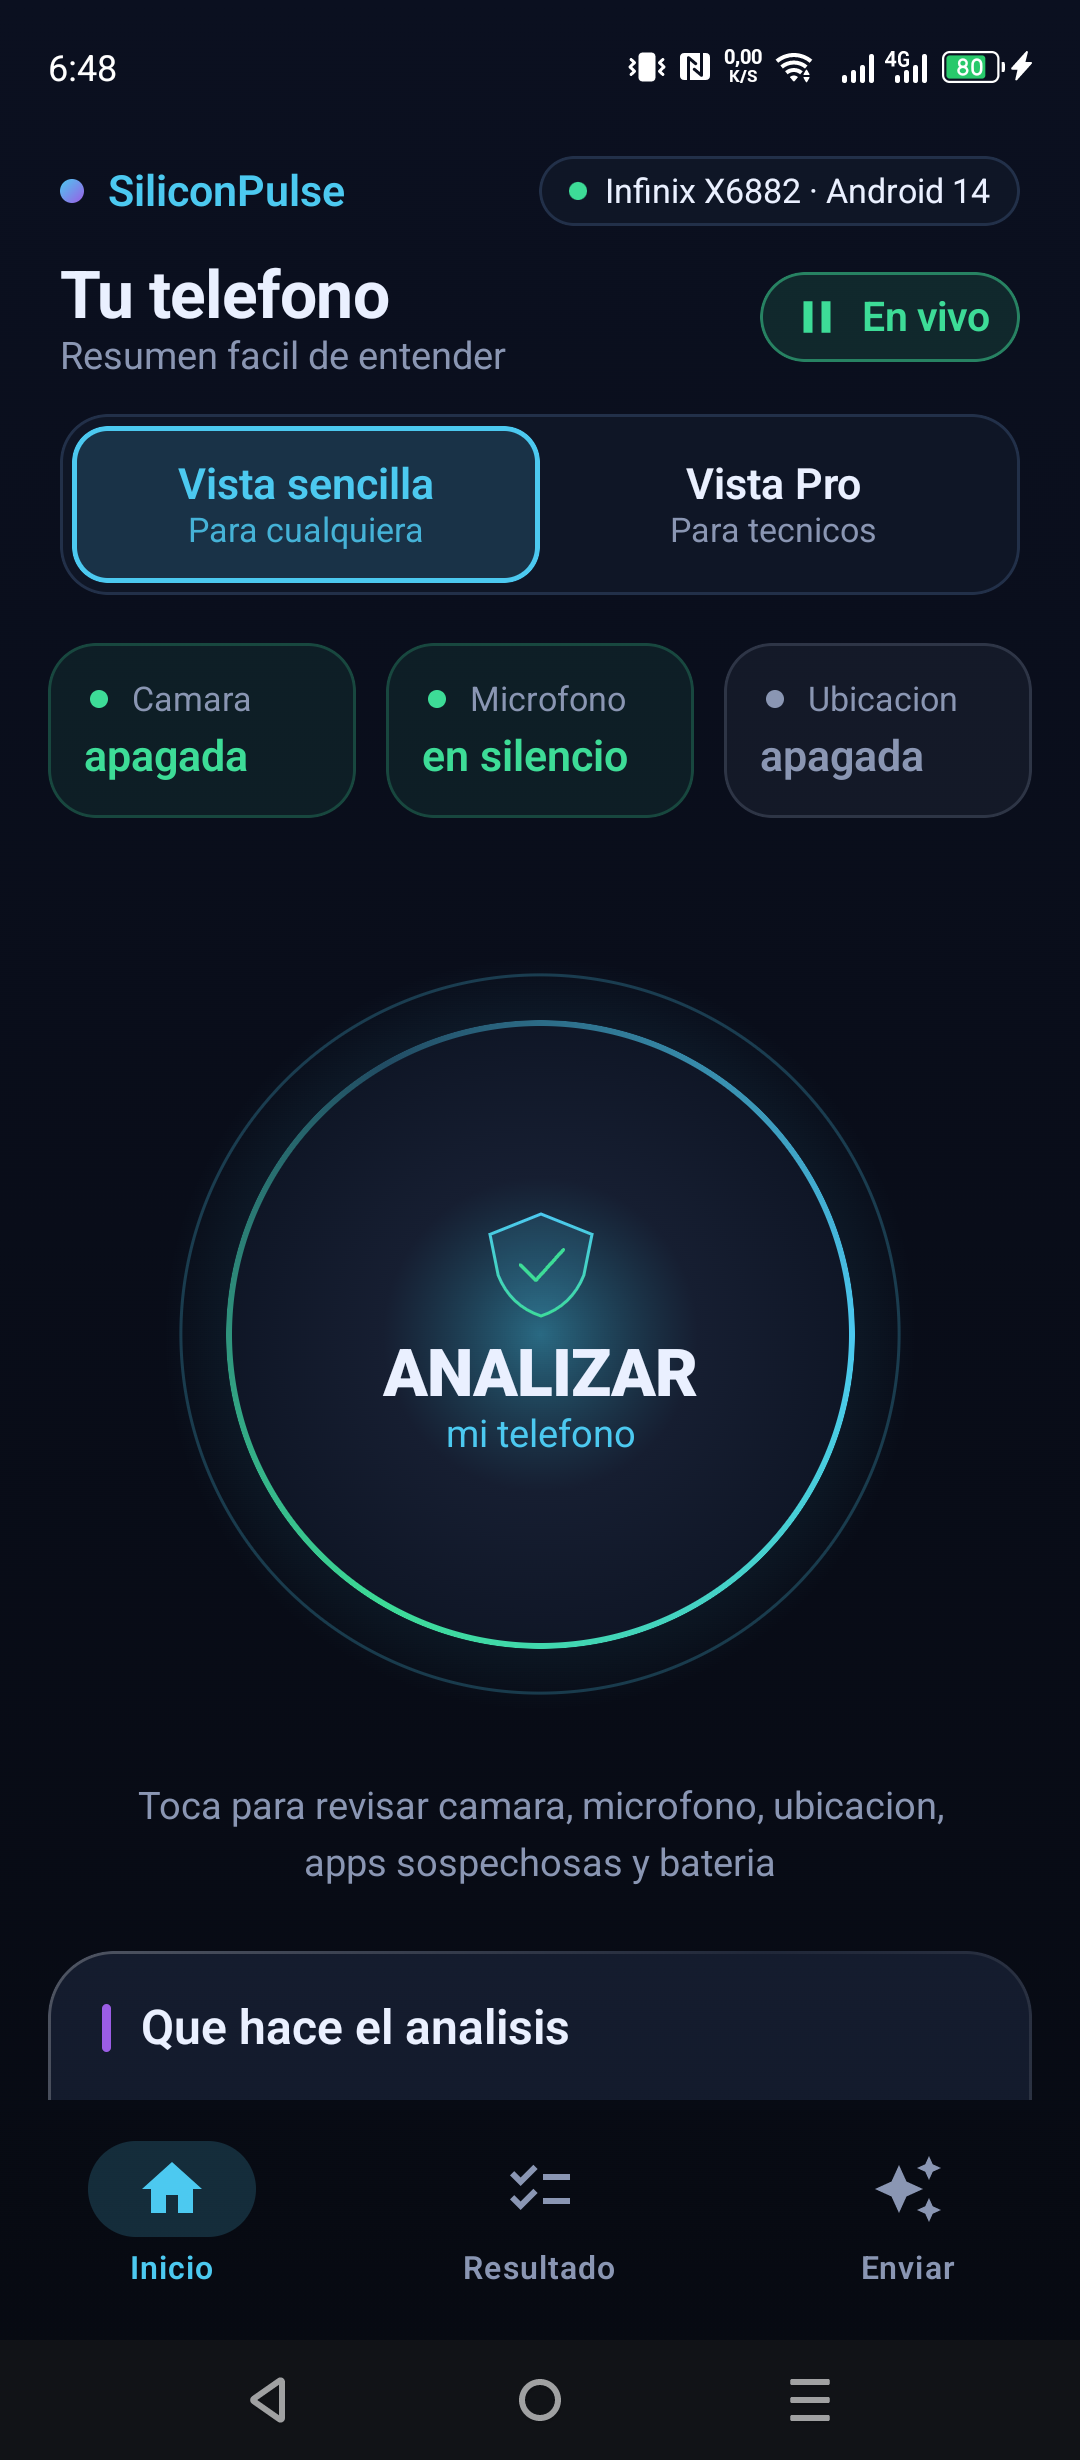 6:48
0,00
K/S
4G
80
SiliconPulse
Infinix X6882 · Android 14
Tu telefono
Resumen facil de entender
En vivo
Vista sencilla
Para cualquiera
Vista Pro
Para tecnicos
Camara
apagada
Microfono
en silencio
Ubicacion
apagada
ANALIZAR
mi telefono
Toca para revisar camara, microfono, ubicacion,
apps sospechosas y bateria
Que hace el analisis
Inicio
Resultado
Enviar